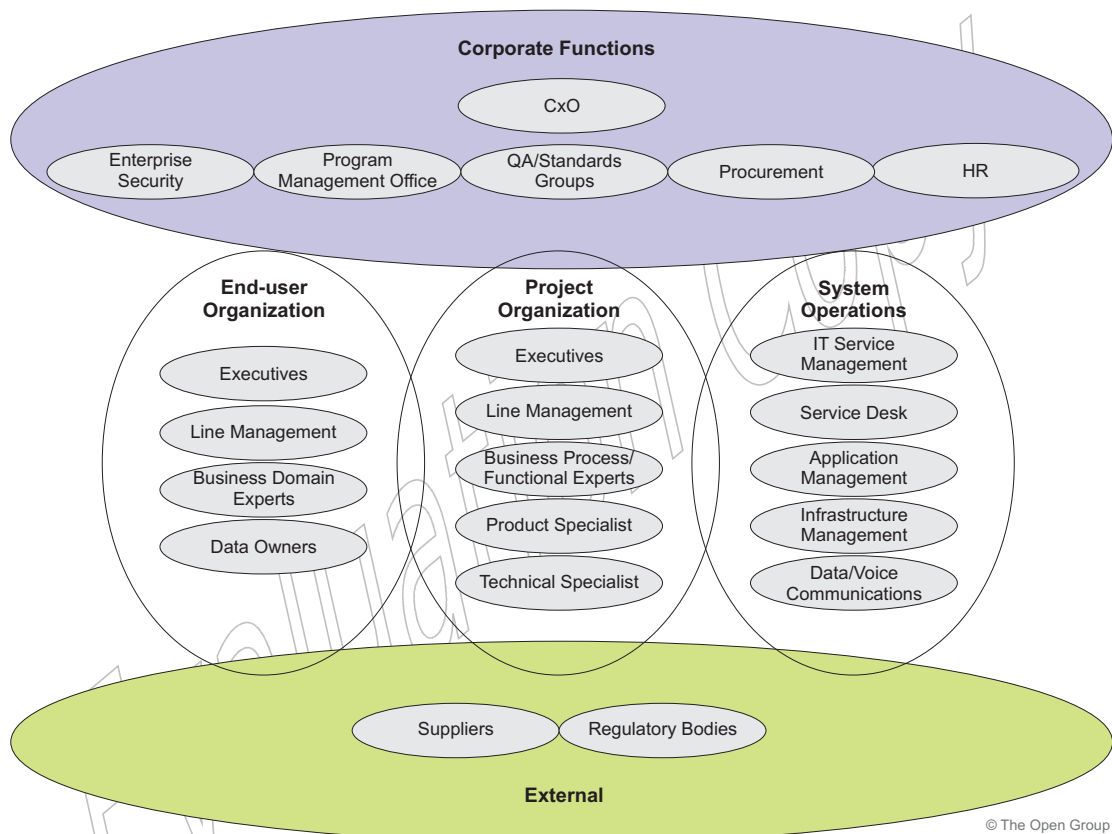 Corporate Functions
CxO
Enterprise
Security
Program
Management Office
QA/Standards
Groups
Procurement
HR
End-user
Organization
Executives
Line Management
Business Domain
Experts
Data Owners
Project
Organization
Executives
Line Management
Business Process/
Functional Experts
Product Specialist
Technical Specialist
System
Operations
IT Service
Management
Service Desk
Application
Management
Infrastructure
Management
Data/Voice
Communications
Suppliers
Regulatory Bodies
External
© The Open Group
Evaluation Copy